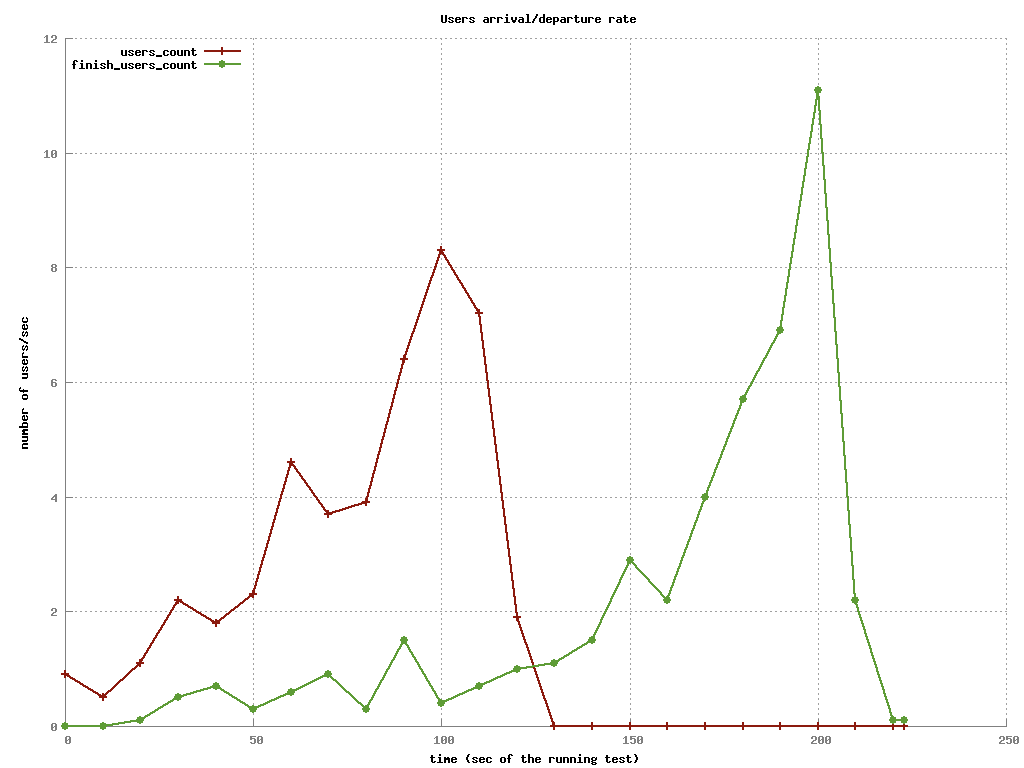 Users arrival/departure rate
12
users_count
finish_users_count
10
8
number of users/sec
6
4
2
0
0 50 100 150 200 250
time (sec of the running test)